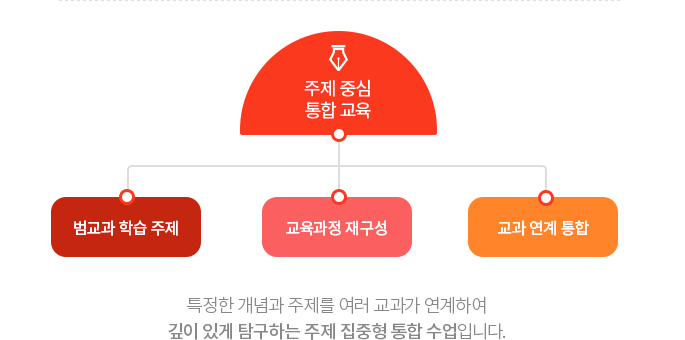 주제 중심
통합 교육
범교과 학습 주제
교육과정 재구성
교과 연계 통합
특정한 개념과 주제를 여러 교과가 연계하여
깊이 있게 탐구하는 주제 집중형 통합 수업입니다.